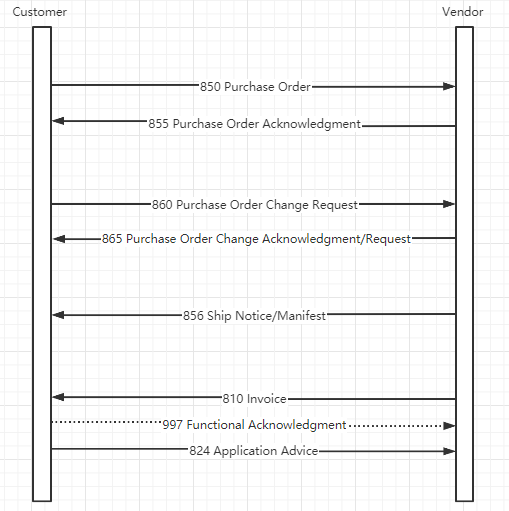 Customer
Vendor
850 Purchase Order
855 Purchase Order Acknowledgment
860 Purchase Order Change Request
865 Purchase Order Change Acknowledgment/Request
856 Ship Notice/Manifest
810 Invoice
997 Functional Acknowledgment
824 Application Advice